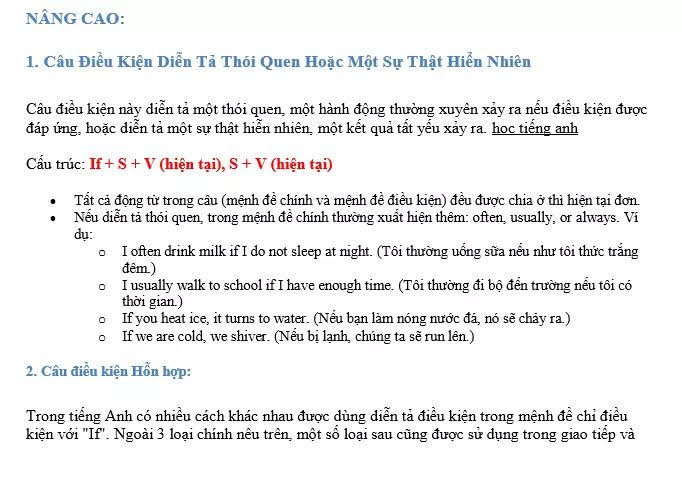 NÂNG CAO:
1. Câu Điều Kiện Diễn Tả Thói Quen Hoặc Một Sự Thật Hiển Nhiên
Câu điều kiện này diễn tả một thói quen, một hành động thường xuyên xảy ra nếu điều kiện được
đáp ứng, hoặc diễn tả một sự thật hiển nhiên, một kết quả tất yếu xảy ra. học tiếng anh
Cấu trúc: If + S + V (hiện tại), S + V (hiện tại)
• Tất cả động từ trong câu (mệnh đề chính và mệnh đề điều kiện) đều được chia ở thì hiện tại đơn.
• Nếu diễn tả thói quen, trong mệnh đề chính thường xuất hiện thêm: often, usually, or always. Ví
dụ:
o I often drink milk if I do not sleep at night. (Tôi thường uống sữa nếu như tôi thức trắng
đêm.)
o I usually walk to school if I have enough time. (Tôi thường đi bộ đến trường nếu tôi có
thời gian.)
o If you heat ice, it turns to water. (Nếu bạn làm nóng nước đá, nó sẽ chảy ra.)
o If we are cold, we shiver. (Nếu bị lạnh, chúng ta sẽ run lên.)
2. Câu điều kiện Hỗn hợp:
Trong tiếng Anh có nhiều cách khác nhau được dùng diễn tả điều kiện trong mệnh đề chỉ điều
kiện với "If". Ngoài 3 loại chính nêu trên, một số loại sau cũng được sử dụng trong giao tiếp và